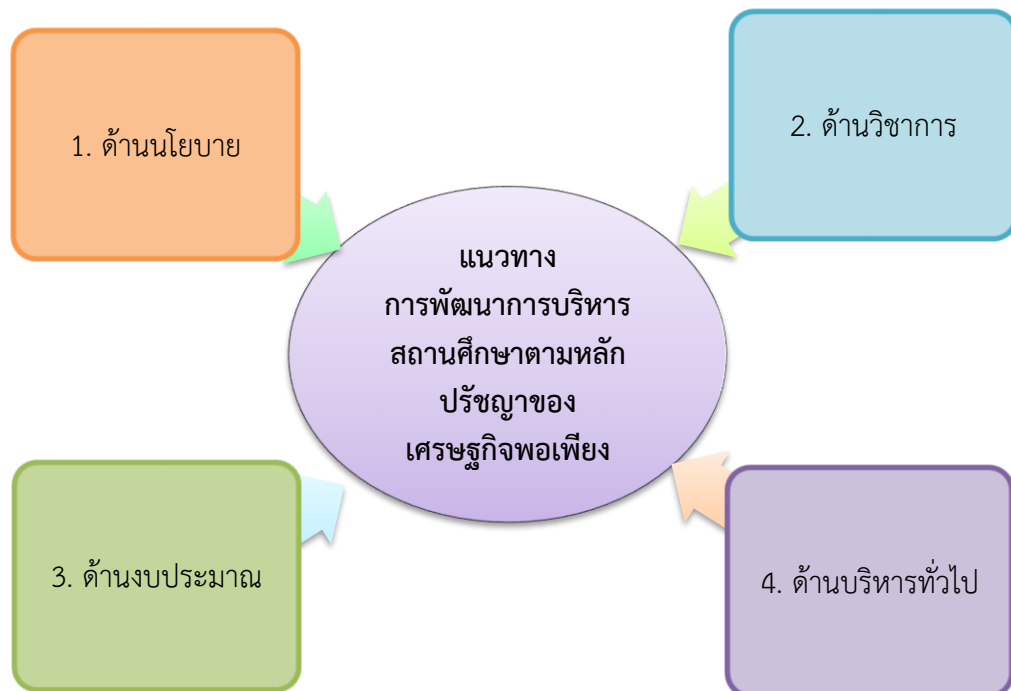 1. ด้านนโยบาย
2. ด้านวิชาการ
แนวทาง
การพัฒนาการบริหาร
สถานศึกษาตามหลัก
ปรัชญาของ
เศรษฐกิจพอเพียง
3. ด้านงบประมาณ
4. ด้านบริหารทั่วไป